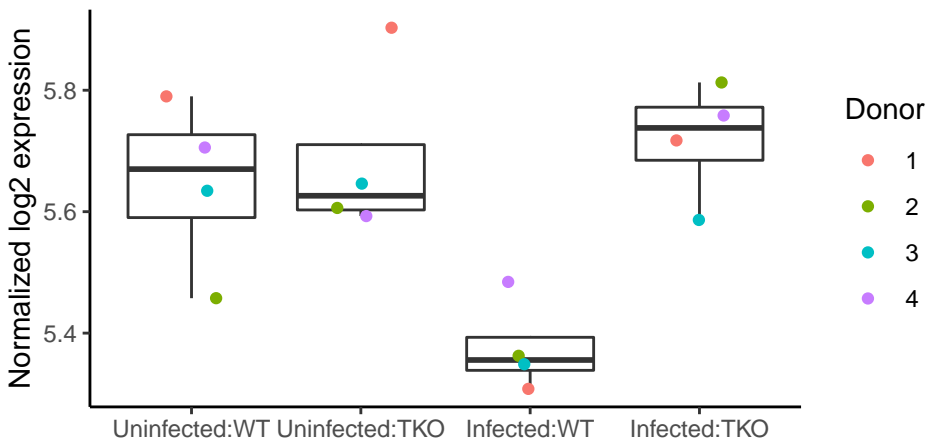 Normalized log2 expression
5.8
5.6
5.4
Uninfected:WT Uninfected:TKO Infected:WT Infected:TKO
Donor
1
2
3
4